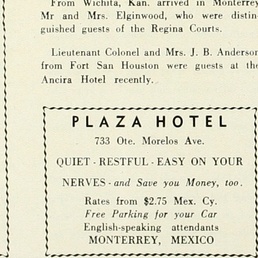 From Wichita, Kan. arrived in Monterrey
Mr and Mrs. Elginwood, who were distin-
guished guests of the Regina Courts.
Lieutenant Colonel and Mrs. J. B. Anderson
from Fort San Houston were guests at the
Ancira Hotel recently.
PLAZA HOTEL
733 Ote. Morelos Ave.
QUIET - RESTFUL - EASY ON YOUR
NERVES - and Save you Money, too.
Rates from $2.75 Mex. Cy.
Free Parking for your Car
English-speaking attendants
MONTERREY, MEXICO